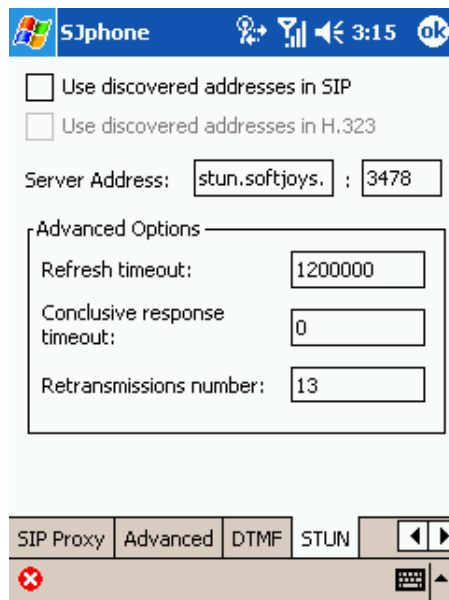 SJphone 3:15 ok
Use discovered addresses in SIP
Use discovered addresses in H.323
Server Address: stun.softjoys. : 3478
Advanced Options
Refresh timeout: 1200000
Conclusive response
timeout: 0
Retransmissions number: 13
SIP Proxy Advanced DTMF STUN